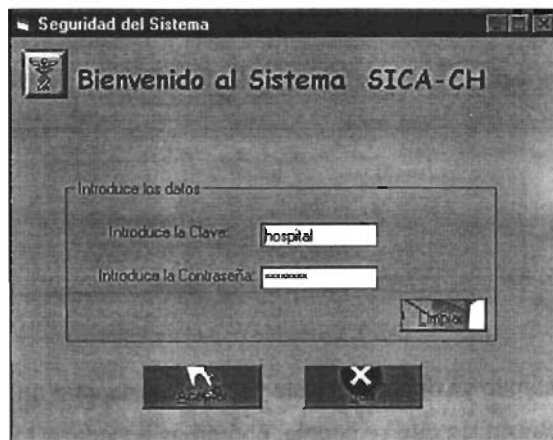 Seguridad del Sistema
Bienvenido al Sistema SICA-CH
Introduce los datos
Introduce la Clave: hospital
Introduce la Contraseña: ********
Limpiar
Aceptar